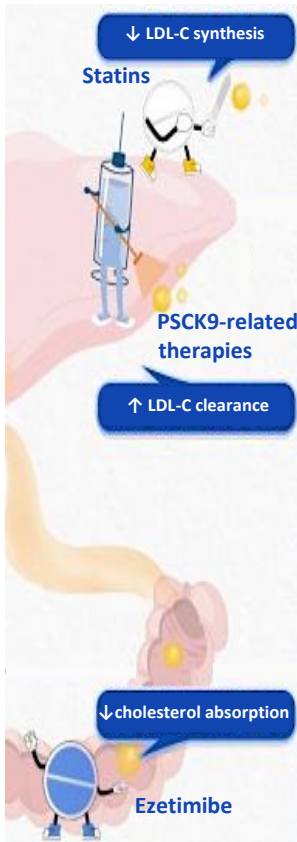 ↓ LDL-C synthesis
Statins
PSCK9-related
therapies
↑ LDL-C clearance
↓cholesterol absorption
Ezetimibe